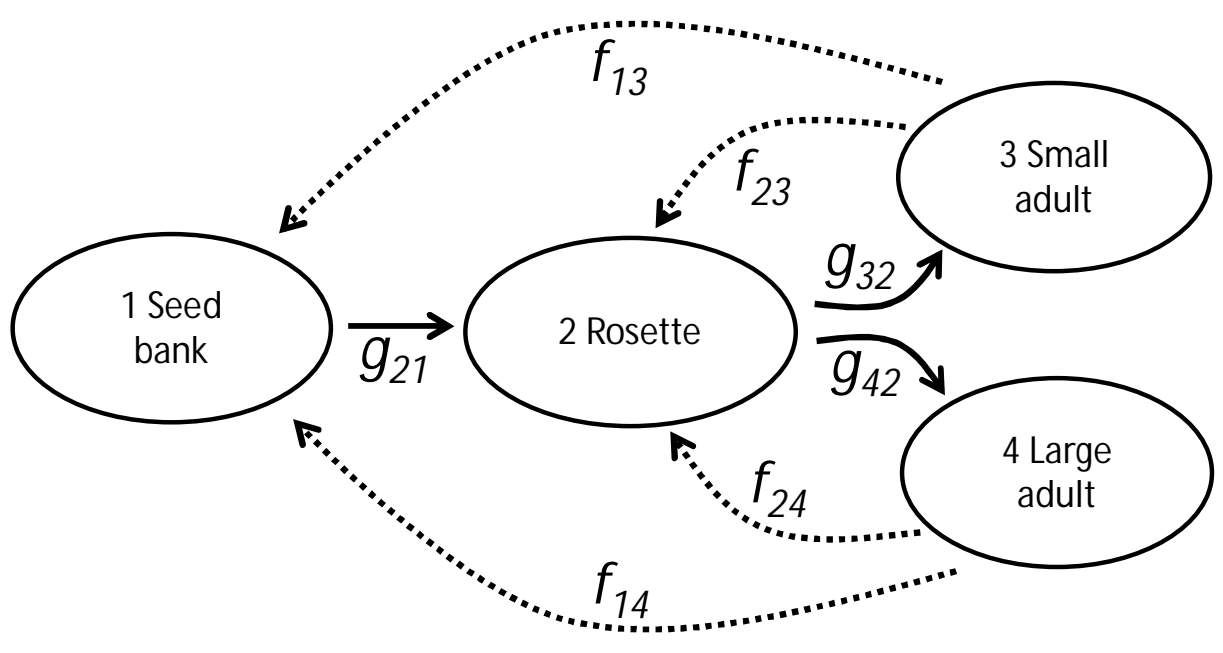 f13
3 Small
adult
f23
g32
1 Seed
bank
g21
2 Rosette
g42
4 Large
adult
f24
f14